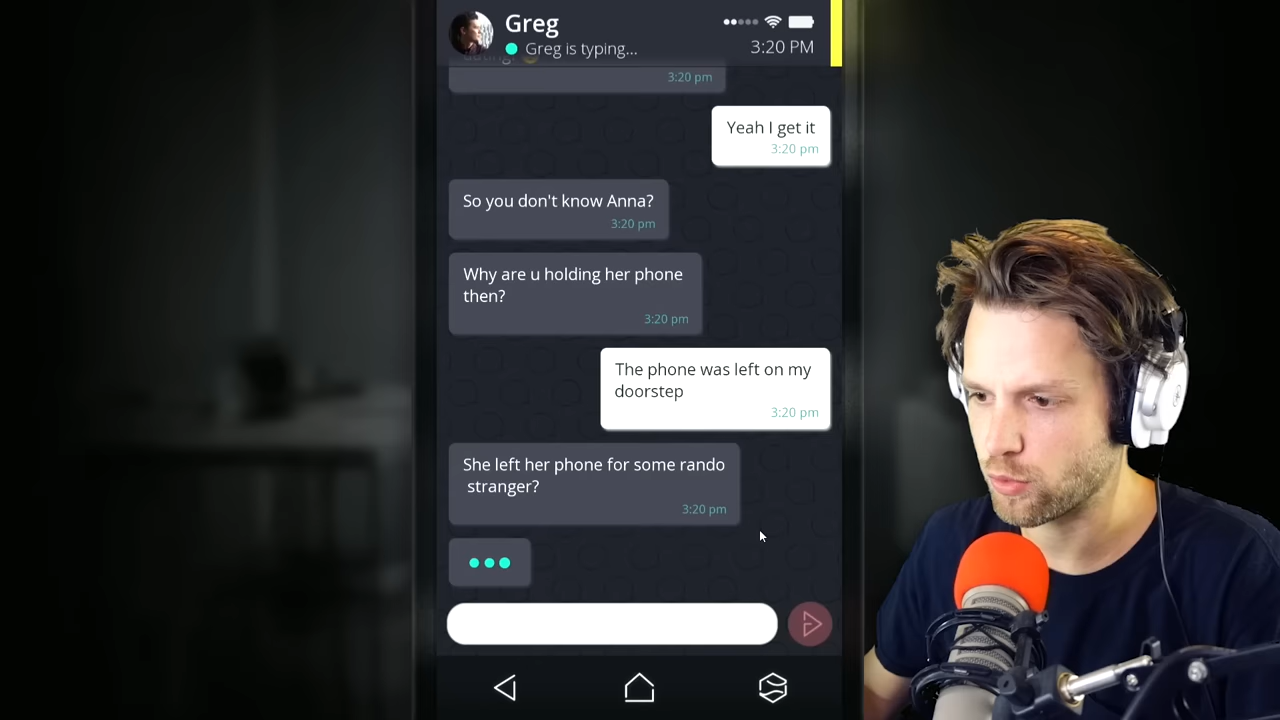 Greg
Greg is typing...
3:20 PM
3:20 pm
Yeah I get it
3:20 pm
So you don't know Anna?
3:20 pm
Why are u holding her phone
then?
3:20 pm
The phone was left on my
doorstep
3:20 pm
She left her phone for some rando
stranger?
3:20 pm